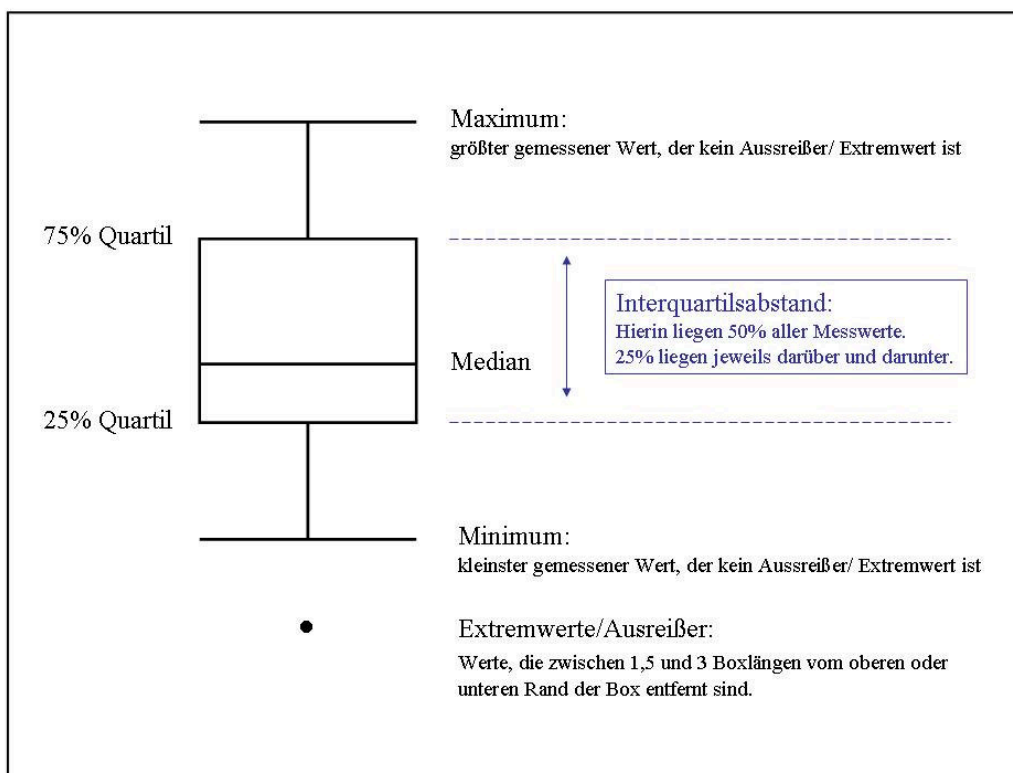 Maximum:
größter gemessener Wert, der kein Aussreißer/ Extremwert ist
75% Quartil
Interquartilsabstand:
Hierin liegen 50% aller Messwerte.
25% liegen jeweils darüber und darunter.
Median
25% Quartil
Minimum:
kleinster gemessener Wert, der kein Aussreißer/ Extremwert ist
Extremwerte/Ausreißer:
Werte, die zwischen 1,5 und 3 Boxlängen vom oberen oder
unteren Rand der Box entfernt sind.